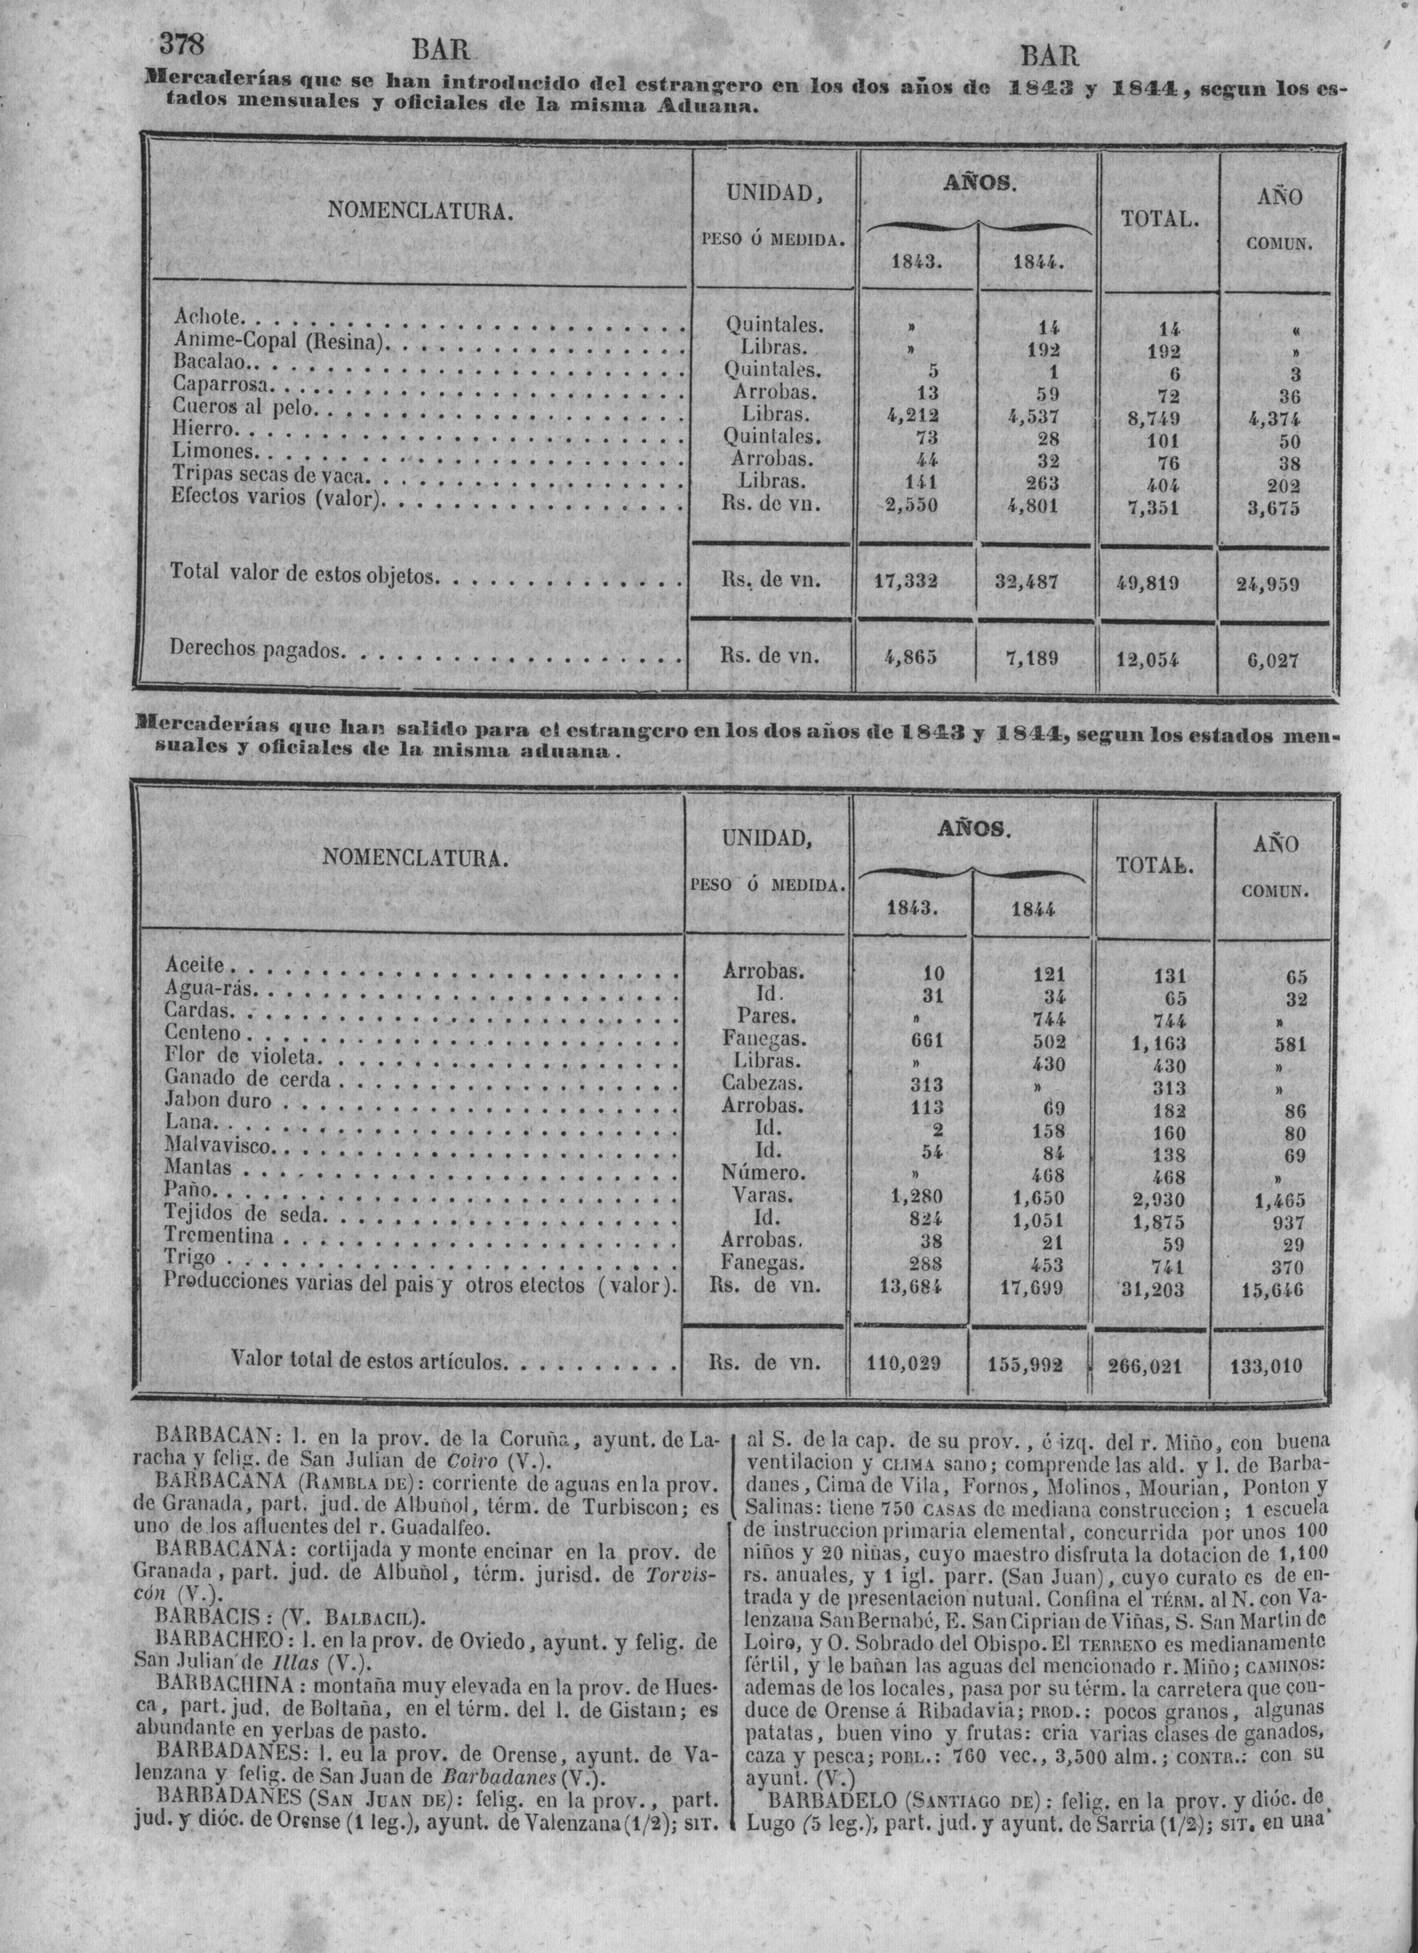 378 BAR BAR
Mercaderías que se han introducido del estrangero en los dos años de 1843 y 1844, segun los es-
tados mensuales y oficiales de la misma Aduana.
NOMENCLATURA. UNIDAD, PESO Ó MEDIDA. AÑOS. 1843. 1844. TOTAL. AÑO COMUN.
Achote. Quintales. » 14 14 «
Anime-Copal (Resina). Libras. » 192 192 »
Bacalao. Quintales. 5 1 6 3
Caparrosa. Arrobas. 13 59 72 36
Cueros al pelo. Libras. 4,212 4,537 8,749 4,374
Hierro. Quintales. 73 28 101 50
Limones. Arrobas. 44 32 76 38
Tripas secas de vaca. Libras. 141 263 404 202
Efectos varios (valor). Rs. de vn. 2,550 4,801 7,351 3,675
Total valor de estos objetos. Rs. de vn. 17,332 32,487 49,819 24,959
Derechos pagados. Rs. de vn. 4,865 7,189 12,054 6,027
Mercaderías que han salido para el estrangero en los dos años de 1843 y 1844, segun los estados men-
suales y oficiales de la misma aduana.
NOMENCLATURA. UNIDAD, PESO Ó MEDIDA. AÑOS. 1843. 1844 TOTAL. AÑO COMUN.
Aceite. Arrobas. 10 121 131 65
Agua-rás. Id. 31 34 65 32
Cardas. Pares. » 744 744 »
Centeno. Fanegas. 661 502 1,163 581
Flor de violeta. Libras. » 430 430 »
Ganado de cerda. Cabezas. 313 » 313 »
Jabon duro. Arrobas. 113 69 182 86
Lana. Id. 2 158 160 80
Malvavisco. Id. 54 84 138 69
Mantas. Número. » 468 468 »
Paño. Varas. 1,280 1,650 2,930 1,465
Tejidos de seda. Id. 824 1,051 1,875 937
Trementina. Arrobas. 38 21 59 29
Trigo. Fanegas. 288 453 741 370
Producciones varias del pais y otros efectos (valor). Rs. de vn. 13,684 17,699 31,203 15,646
Valor total de estos artículos. Rs. de vn. 110,029 155,992 266,021 133,010
BARBACAN: l. en la prov. de la Coruña, ayunt. de La-
racha y felig. de San Julian de Coiro (V.).
BARBACANA (RAMBLA DE): corriente de aguas en la prov.
de Granada, part. jud. de Albuñol, térm. de Turbiscon; es
uno de los afluentes del r. Guadalfeo.
BARBACANA: cortijada y monte encinar en la prov. de
Granada, part. jud. de Albuñol, térm. jurisd. de Torvis-
cón (V.).
BARBACIS: (V. BALBACIL).
BARBACHEO: l. en la prov. de Oviedo, ayunt. y felig. de
San Julian de Illas (V.).
BARBACHINA: montaña muy elevada en la prov. de Hues-
ca, part. jud. de Boltaña, en el térm. del l. de Gistain; es
abundante en yerbas de pasto.
BARBADANES: l. eu la prov. de Orense, ayunt. de Va-
lenzana y felig. de San Juan de Barbadanes (V.).
BARBADANES (SAN JUAN DE): felig. en la prov., part.
jud. y dióc. de Orense (1 leg.), ayunt. de Valenzana (1/2); SIT.
al S. de la cap. de su prov., é izq. del r. Miño, con buena
ventilacion y CLIMA sano; comprende las ald. y l. de Barba-
danes, Cima de Vila, Fornos, Molinos, Mourian, Ponton y
Salinas: tiene 750 CASAS de mediana construccion; 1 escuela
de instruccion primaria elemental, concurrida por unos 100
niños y 20 niñas, cuyo maestro disfruta la dotacion de 1,100
rs. anuales, y 1 igl. parr. (San Juan), cuyo curato es de en-
trada y de presentacion nutual. Confina el TÉRM. al N. con Va-
lenzana San Bernabé, E. San Ciprian de Viñas, S. San Martin de
Loiro, y O. Sobrado del Obispo. El TERRENO es medianamente
fértil, y le bañan las aguas del mencionado r. Miño; CAMINOS:
ademas de los locales, pasa por su térm. la carretera que con-
duce de Orense á Ribadavia; PROD.: pocos granos, algunas
patatas, buen vino y frutas: cria varias clases de ganados,
caza y pesca; POBL.: 760 vec., 3,500 alm.; CONTR.: con su
ayunt. (V.)
BARBADELO (SANTIAGO DE): felig. en la prov. y dióc. de
Lugo (5 leg.), part. jud. y ayunt. de Sarria (1/2); SIT. en una